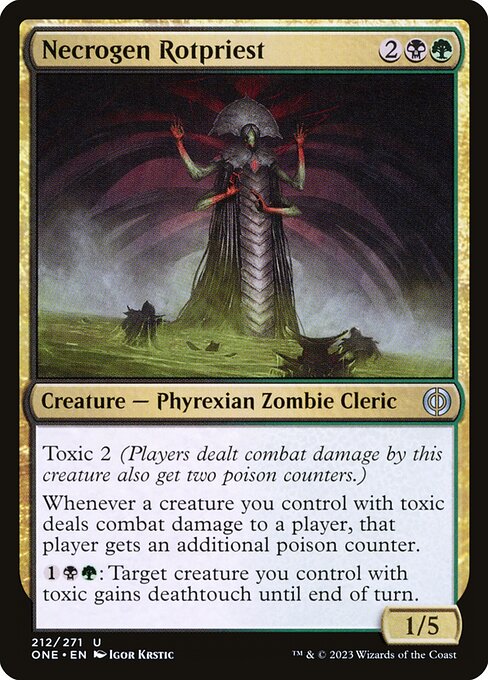 Necrogen Rotpriest 2
Creature — Phyrexian Zombie Cleric
Toxic 2 (Players dealt combat damage by this
creature also get two poison counters.)
Whenever a creature you control with toxic
deals combat damage to a player, that
player gets an additional poison counter.
1: Target creature you control with
toxic gains deathtouch until end of turn.
1/5
212/271 U
ONE • EN Igor Krstic
™ & © 2023 Wizards of the Coast